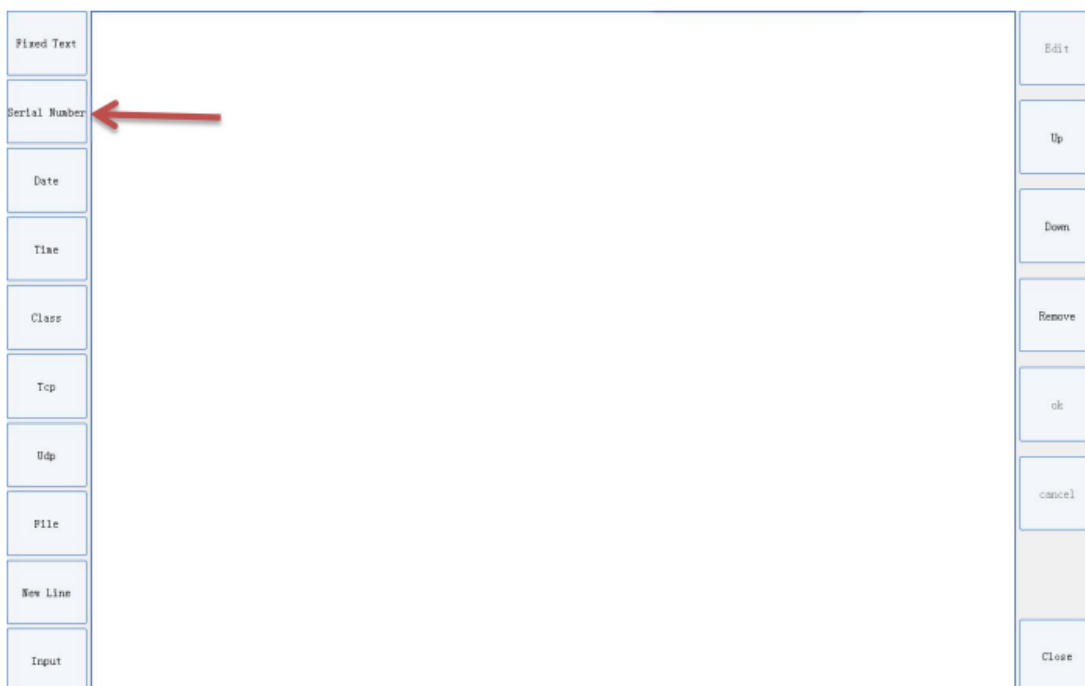 Fixed Text
Serial Number
Date
Time
Class
Tcp
Udp
File
New Line
Input
Edit
Up
Down
Remove
ok
cancel
Close